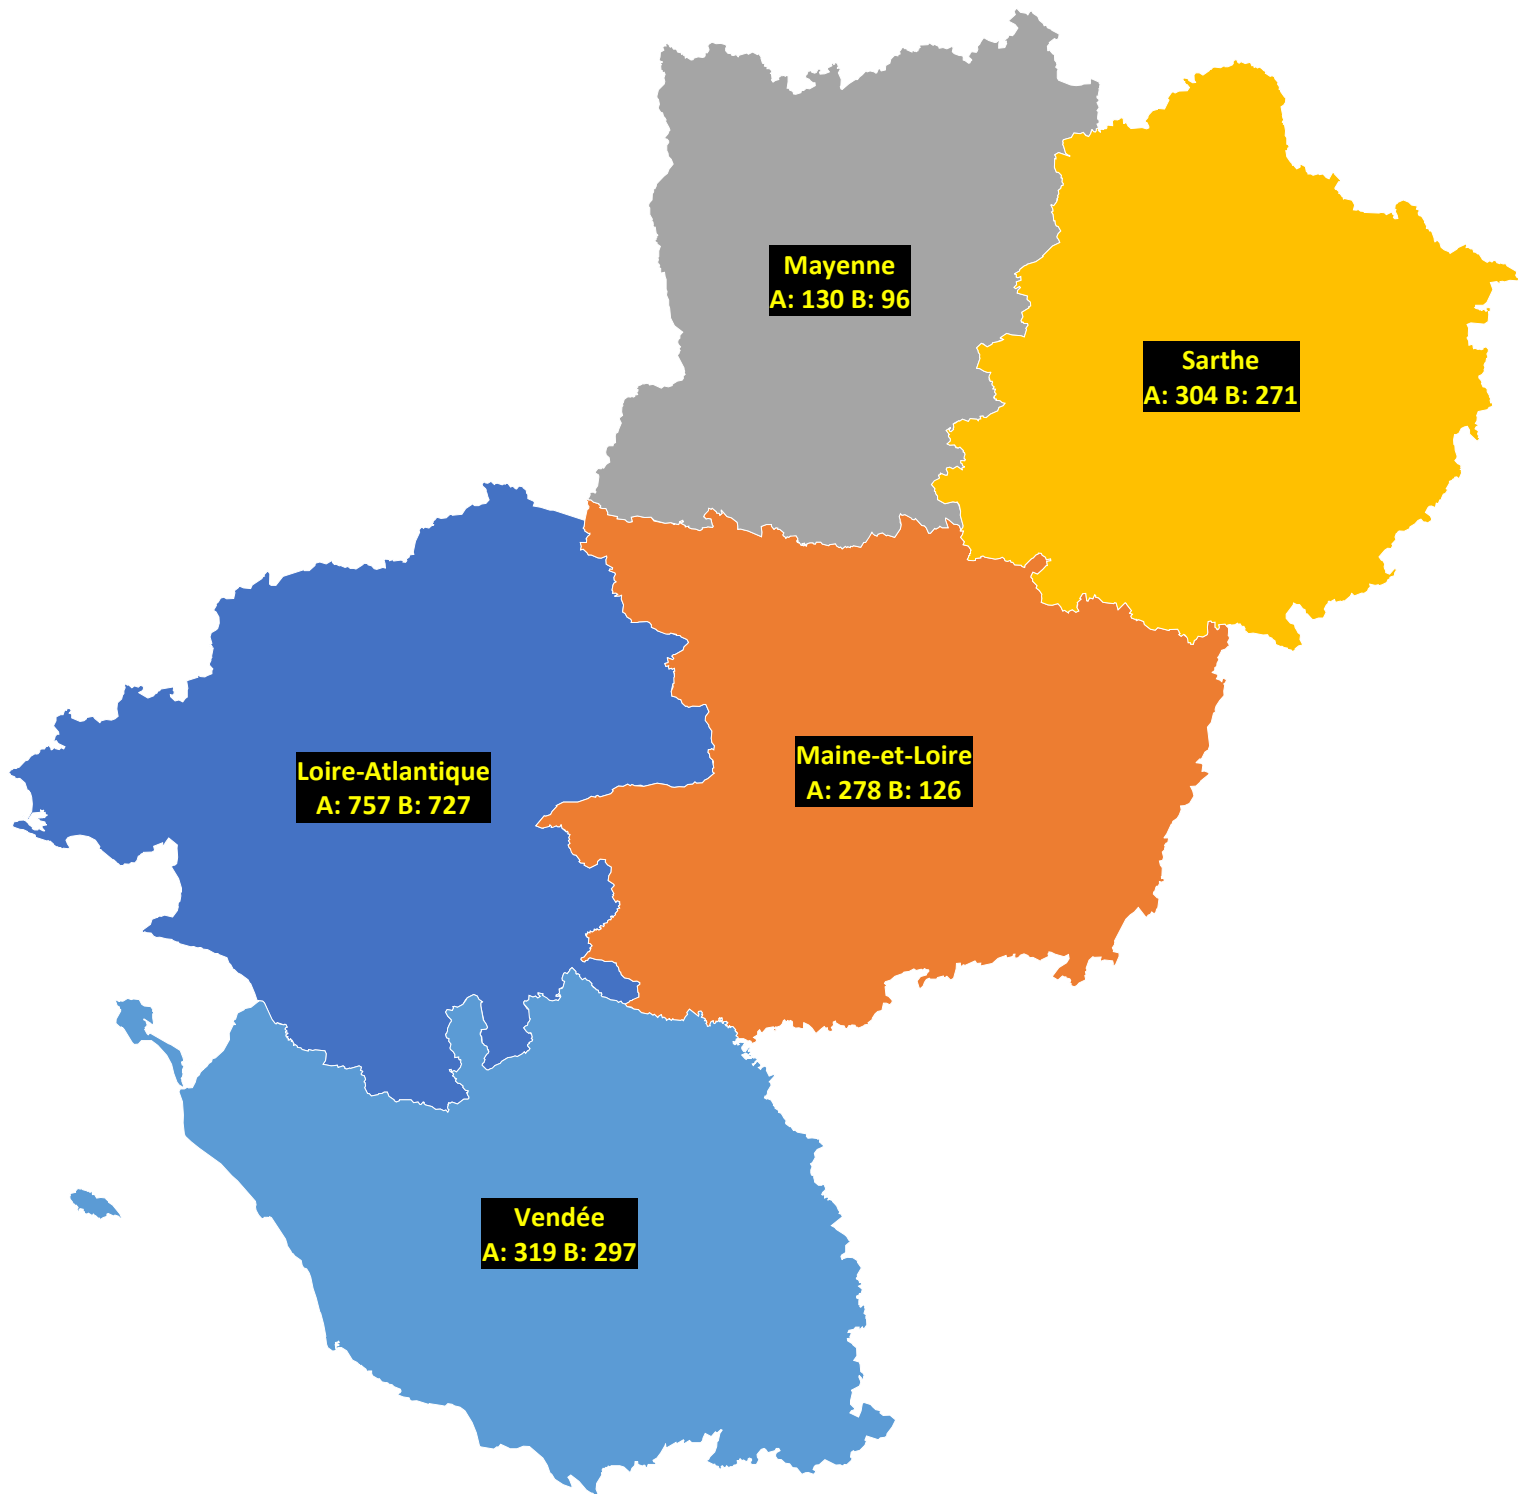 Mayenne
A: 130 B: 96
Sarthe
A: 304 B: 271
Loire-Atlantique
A: 757 B: 727
Maine-et-Loire
A: 278 B: 126
Vendée
A: 319 B: 297